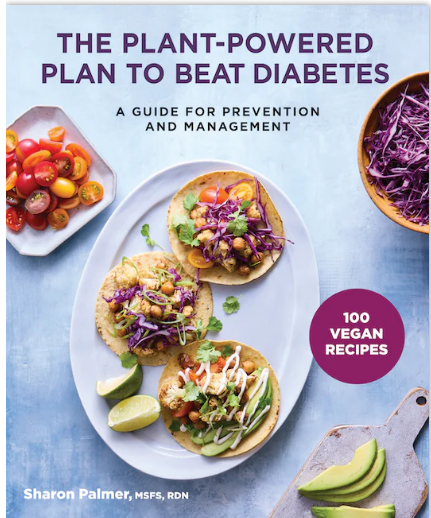 THE PLANT-POWERED
PLAN TO BEAT DIABETES
A GUIDE FOR PREVENTION
AND MANAGEMENT
100
VEGAN
RECIPES
Sharon Palmer, MSFS, RDN